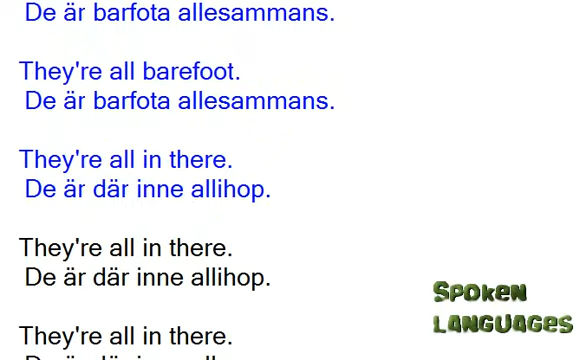 De är barfota allesammans.
They're all barefoot.
De är barfota allesammans.
They're all in there.
De är där inne allihop.
They're all in there.
De är där inne allihop.
They're all in there.
Spoken
Languages